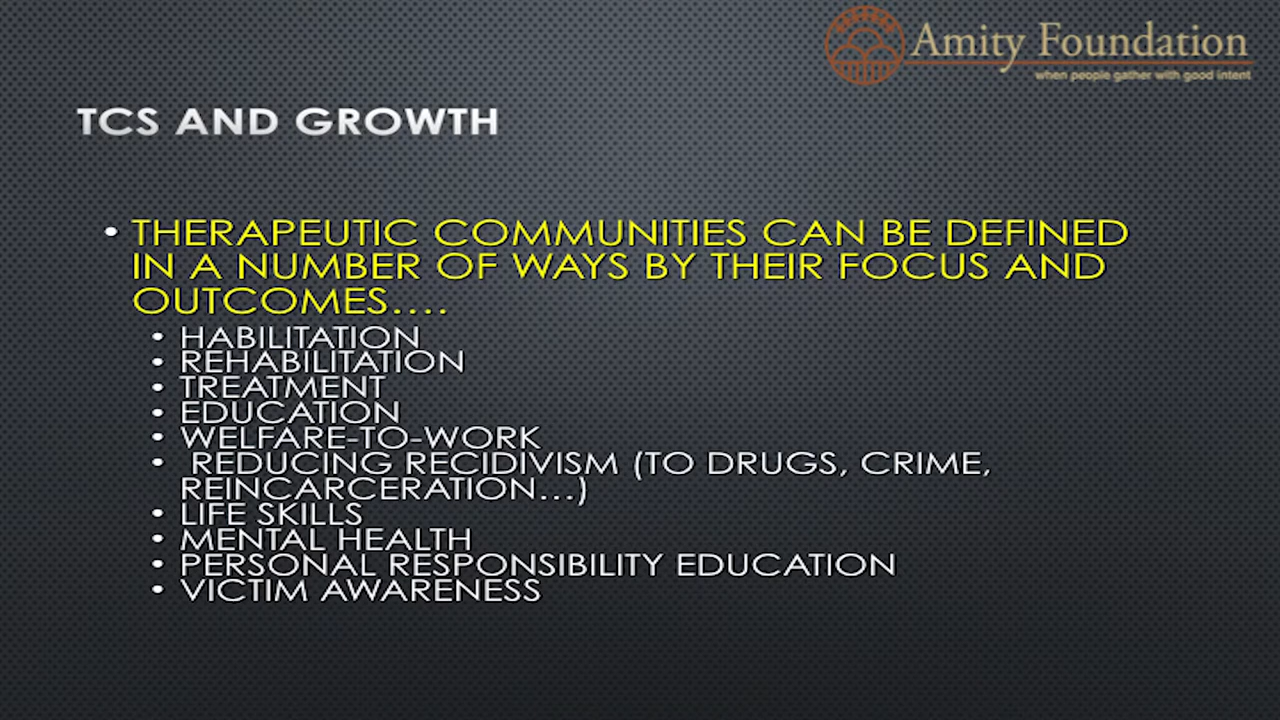 Amity Foundation
when people gather with good intent
TCS AND GROWTH
• THERAPEUTIC COMMUNITIES CAN BE DEFINED
IN A NUMBER OF WAYS BY THEIR FOCUS AND
OUTCOMES....
• HABILITATION
• REHABILITATION
• TREATMENT
• EDUCATION
• WELFARE-TO-WORK
• REDUCING RECIDIVISM (TO DRUGS, CRIME,
REINCARCERATION...)
• LIFE SKILLS
• MENTAL HEALTH
• PERSONAL RESPONSIBILITY EDUCATION
• VICTIM AWARENESS